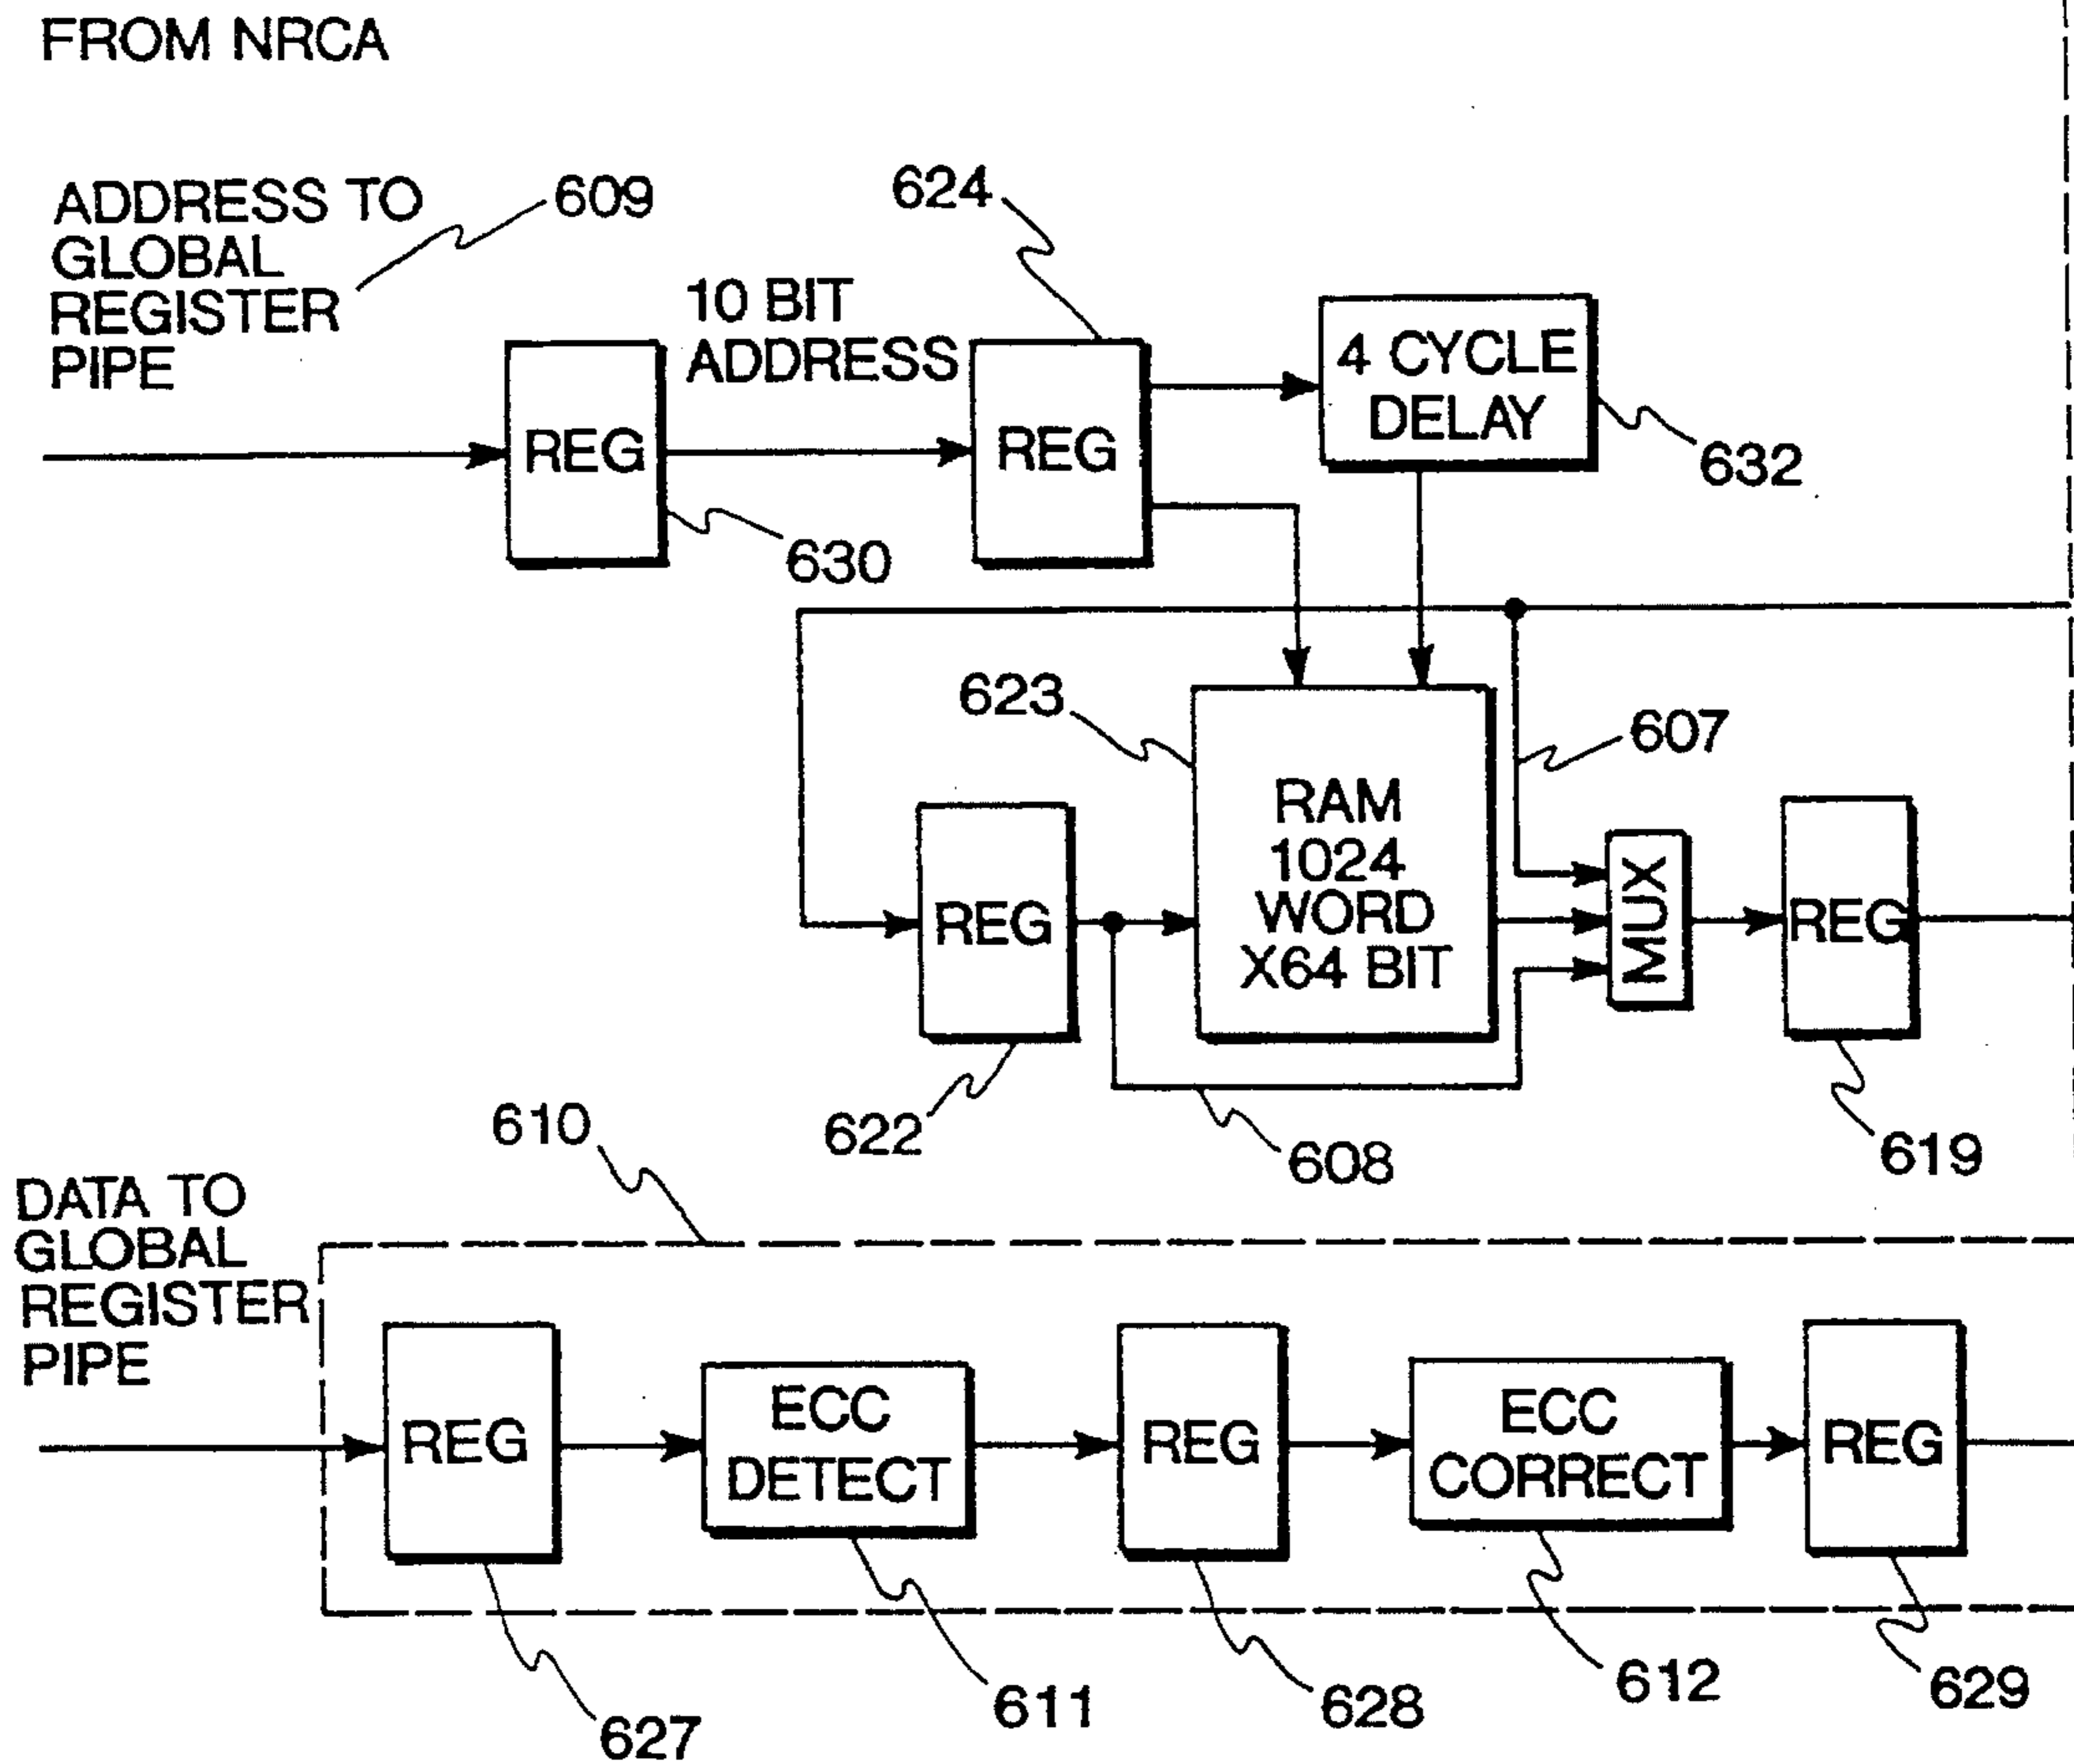 FROM NRCA
ADDRESS TO
GLOBAL
REGISTER
PIPE
609
624
10 BIT
ADDRESS
REG
630
REG
4 CYCLE
DELAY
632
623
607
REG
622
RAM
1024
WORD
X64 BIT
MUX
REG
619
608
610
DATA TO
GLOBAL
REGISTER
PIPE
REG
ECC
DETECT
REG
ECC
CORRECT
REG
627
611
628
612
629